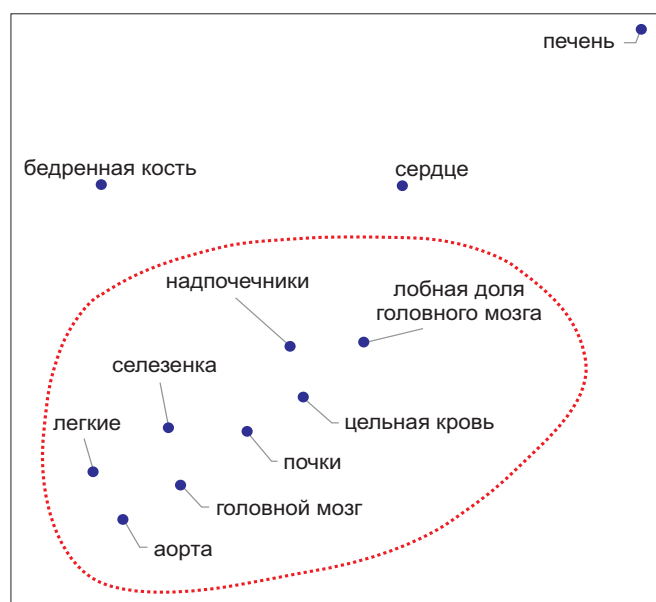 печень
бедренная кость
сердце
надпочечники
лобная доля
головного мозга
селезенка
легкие
цельная кровь
почки
головной мозг
аорта